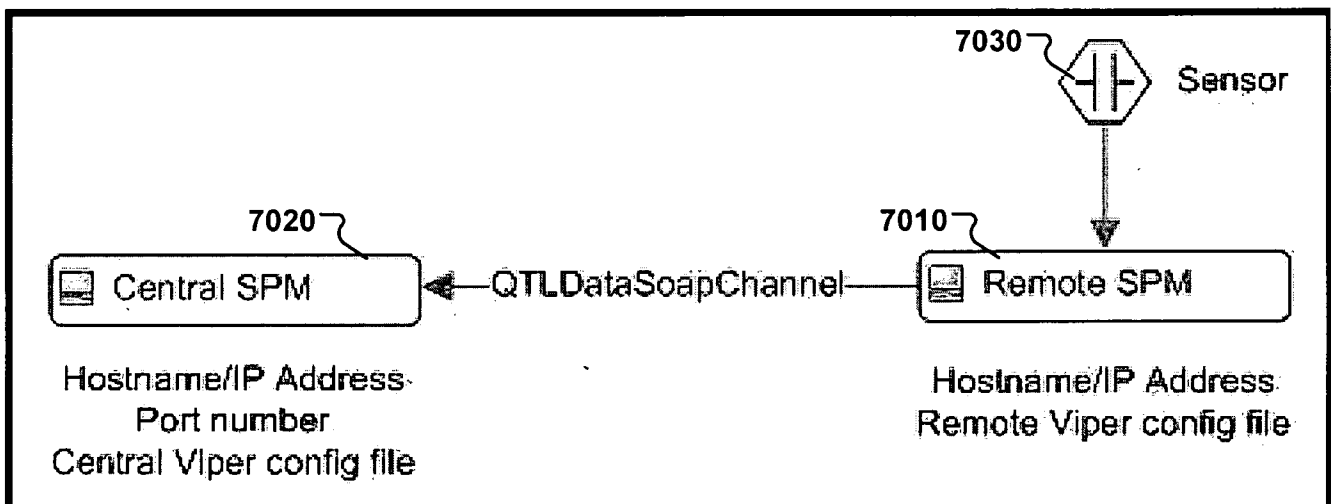 7030
Sensor
7020
7010
Central SPM
QTLDataSoapChannel
Remote SPM
Hostname/IP Address
Port number
Central Viper config file
Hostname/IP Address
Remote Viper config file